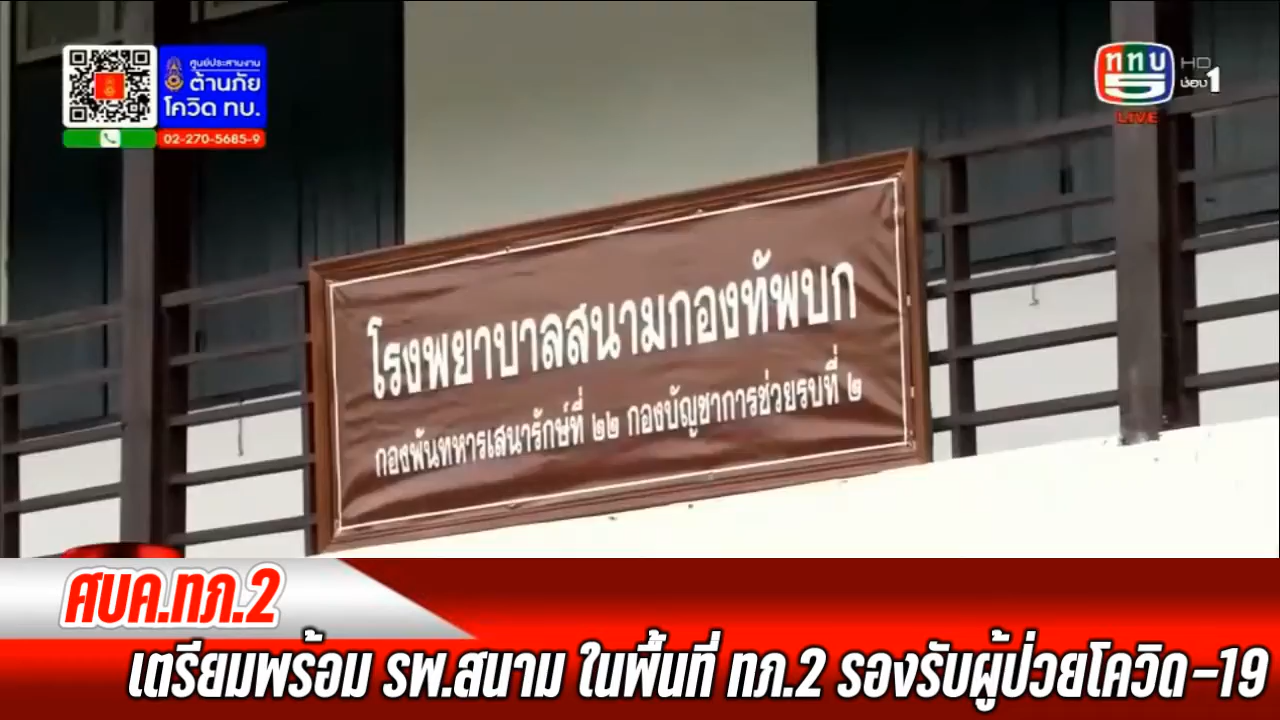 ศูนย์ประสานงาน
ต้านภัย
โควิด ทบ.
02-270-5685-9
ททบ
5
HD
ช่อง1
LIVE
โรงพยาบาลสนามกองทัพบก
กองพันทหารเสนารักษ์ที่ ๒๒ กองบัญชาการช่วยรบที่ ๒
ศบค.ทภ.2
เตรียมพร้อม รพ.สนาม ในพื้นที่ ทภ.2 รองรับผู้ป่วยโควิด-19